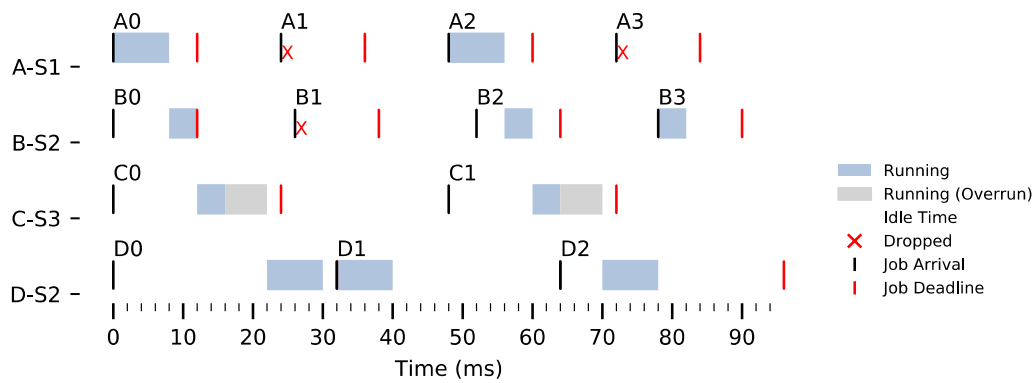 A0 A1 A2 A3
A-S1
B0 B1 B2 B3
B-S2
C0 C1
C-S3
D0 D1 D2
D-S2
Running
Running (Overrun)
Idle Time
Dropped
Job Arrival
Job Deadline
0 10 20 30 40 50 60 70 80 90
Time (ms)